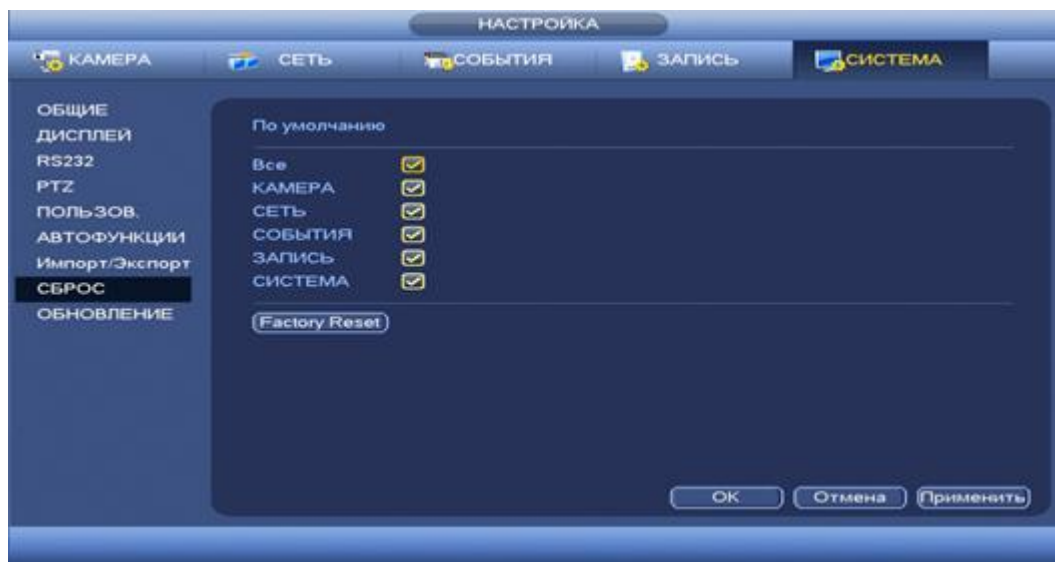 НАСТРОЙКА
КАМЕРА СЕТЬ СОБЫТИЯ ЗАПИСЬ СИСТЕМА
ОБЩИЕ
ДИСПЛЕЙ
RS232
PTZ
ПОЛЬЗОВ.
АВТОФУНКЦИИ
Импорт/Экспорт
СБРОС
ОБНОВЛЕНИЕ
По умолчанию
Все
КАМЕРА
СЕТЬ
СОБЫТИЯ
ЗАПИСЬ
СИСТЕМА
Factory Reset
ОК Отмена Применить